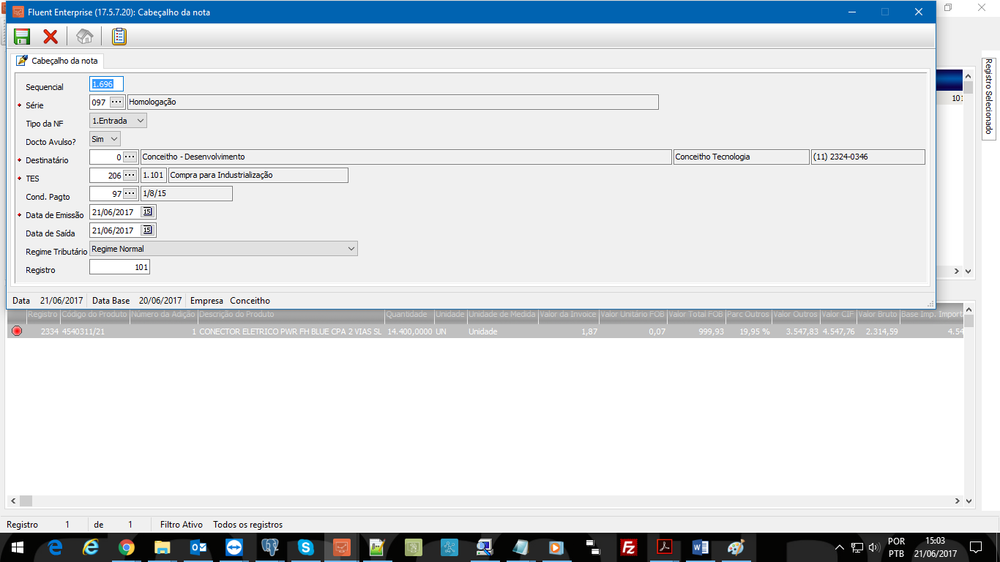 Fluent Enterprise (17.5.7.20): Cabeçalho da nota
Cabeçalho da nota
Sequencial 1.696
Série 097 Homologação
Tipo da NF 1.Entrada
Docto Avulso? Sim
Destinatário 0 Conceitho - Desenvolvimento Conceitho Tecnologia (11) 2324-0346
TES 206 1.101 Compra para Industrialização
Cond. Pagto 97 1/8/15
Data de Emissão 21/06/2017 15
Data de Saída 21/06/2017 15
Regime Tributário Regime Normal
Registro 101
Data 21/06/2017 Data Base 20/06/2017 Empresa Conceitho
101
Registro Selecionado
Registro Código do Produto Número da Adição Descrição do Produto Quantidade Unidade Unidade de Medida Valor da Invoice Valor Unitário FOB Valor Total FOB Parc Outros Valor Outros Valor CIF Valor Bruto Base Imp. Importa
2334 4540311/21 1 CONECTOR ELETRICO PWR FH BLUE CPA 2 VIAS SL 14.400,0000 UN Unidade 1,87 0,07 999,93 19,95 % 3.547,83 4.547,76 2.314,59 4.54
Registro 1 de 1 Filtro Ativo Todos os registros
POR 15:03
PTB 21/06/2017